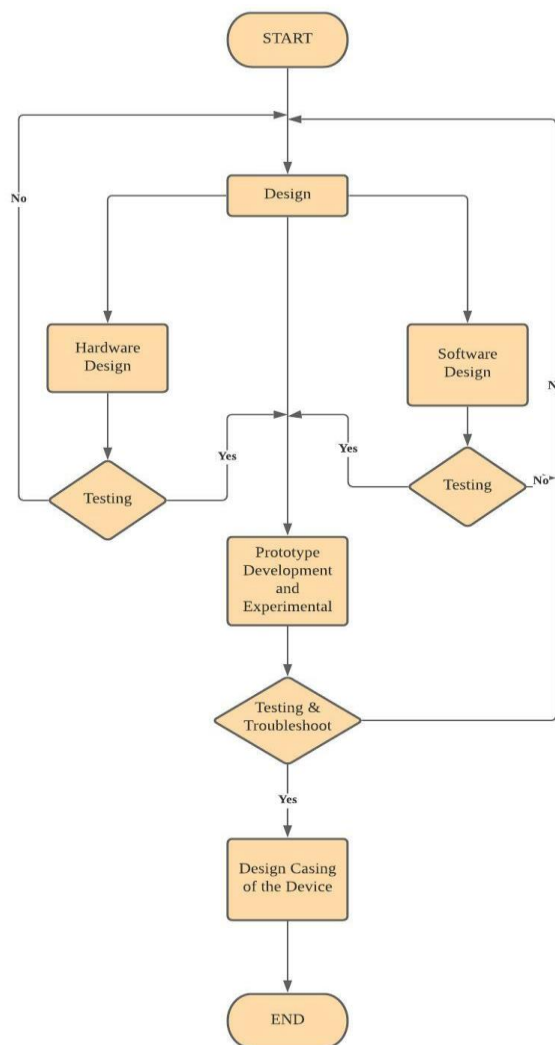 START
No
Design
Hardware
Design
Software
Design
Yes
Yes
Testing
Testing
No
Prototype
Development
and
Experimental
Testing &
Troubleshoot
Yes
Design Casing
of the Device
END